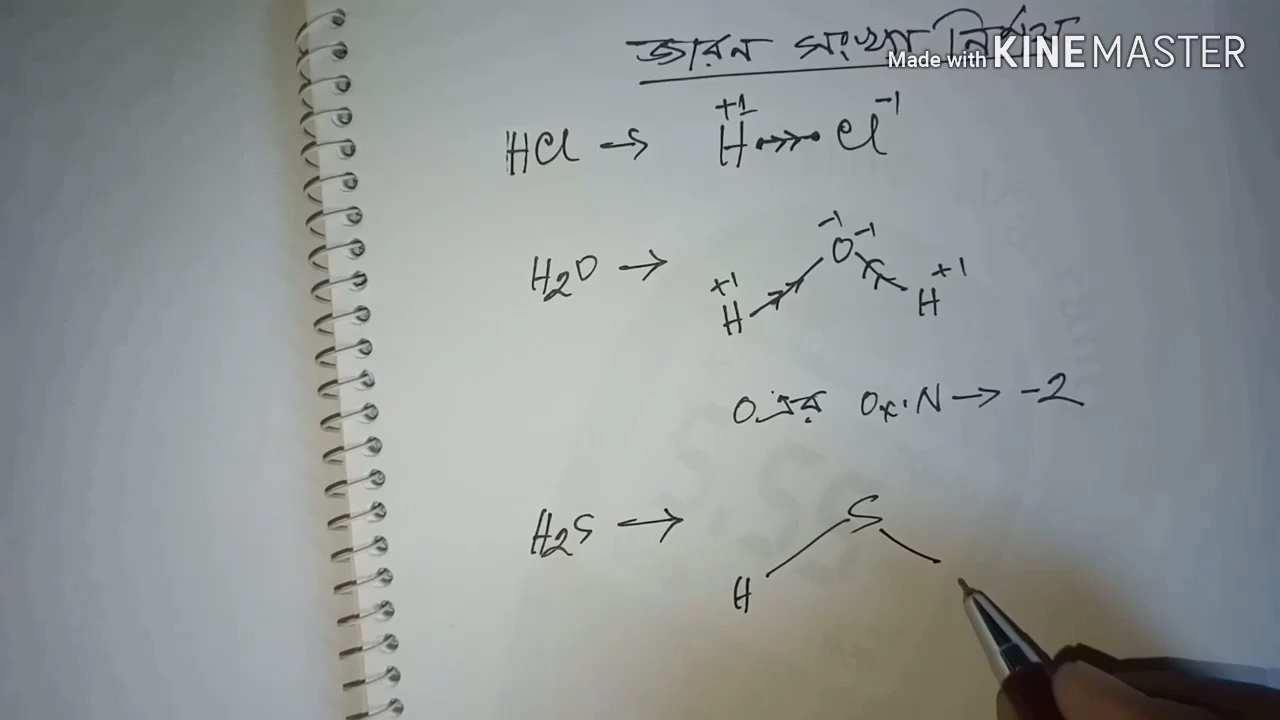 জারন সংখ্যা নির্ণয়
Made with KINEMASTER
HCl → H +1 Cl -1
H2O → H +1 O -1 -1 H +1
O এর Ox.N → -2
H2S → H S